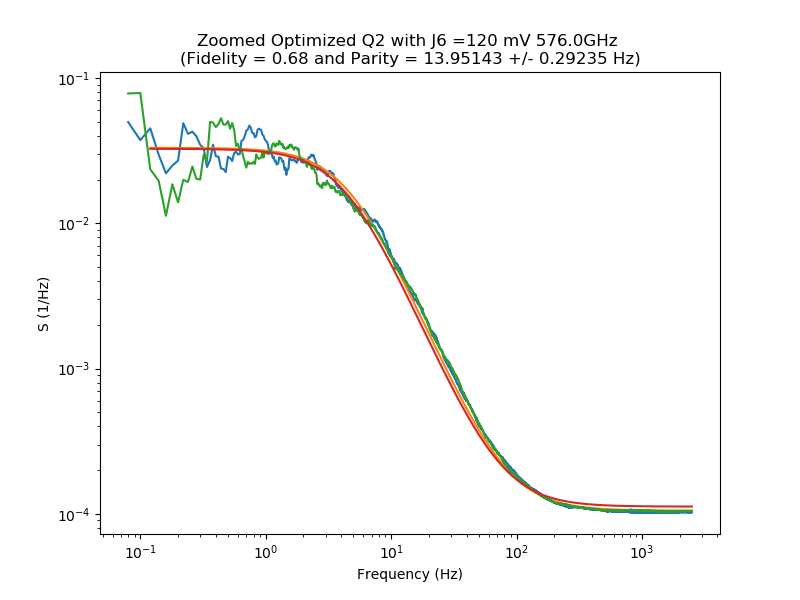 Zoomed Optimized Q2 with J6 =120 mV 576.0GHz
(Fidelity = 0.68 and Parity = 13.95143 +/- 0.29235 Hz)
10⁻¹
10⁻²
10⁻³
10⁻⁴
S (1/Hz)
10⁻¹ 10⁰ 10¹ 10² 10³
Frequency (Hz)